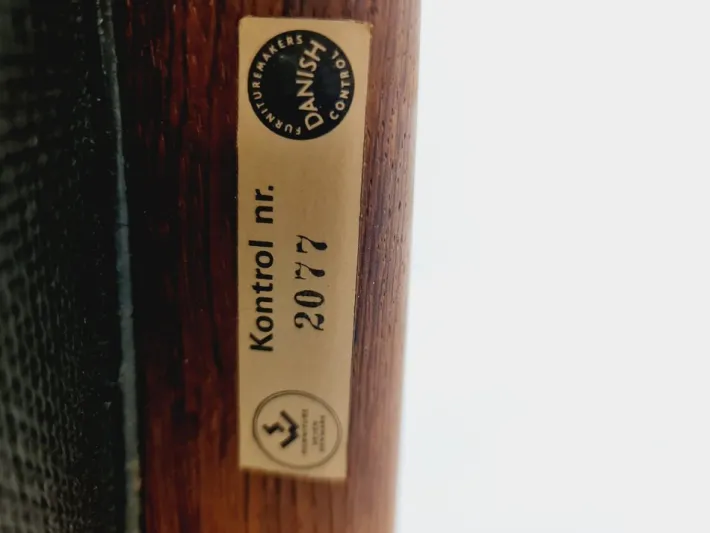 DANISH
FURNITUREMAKERS
CONTROL
Kontrol nr.
2077